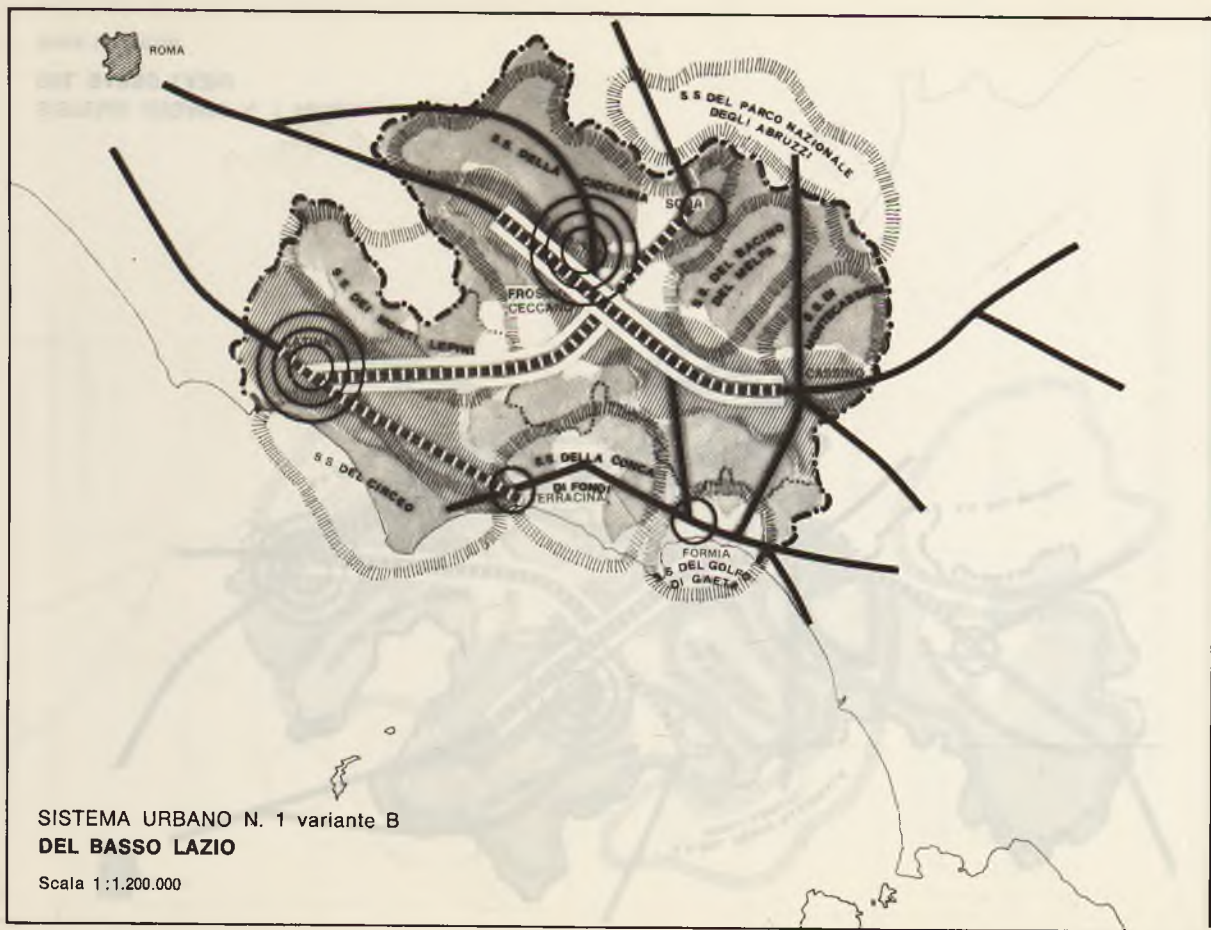 ROMA
S.S DEL PARCO NAZIONALE
DEGLI ABRUZZI
S.S. DELLA CIOCIARIA
SORA
S.S. DEL BACINO
DEL MELFA
S.S. DI
MONTECASSINO
FROS
CECCANO
S.S. DEI MONTI LEPINI
CASSINO
S.S DEL CIRCEO
S.S DELLA CONCA
DI FONDI
TERRACINA
FORMIA
S DEL GOLFO
DI GAETA
SISTEMA URBANO N. 1 variante B
DEL BASSO LAZIO
Scala 1:1.200.000